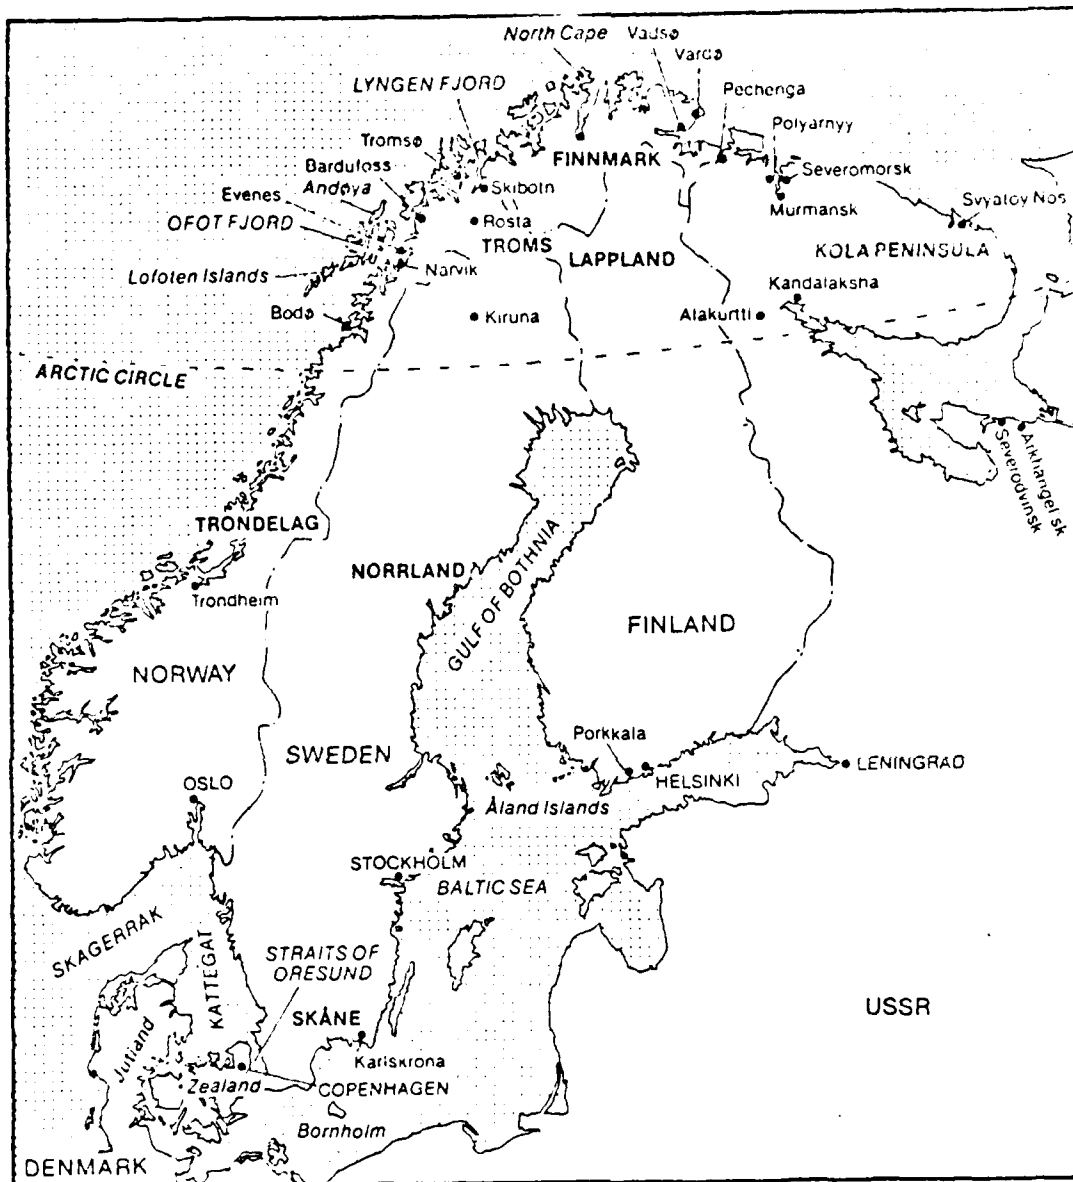 North Cape
Vadsø
Vardø
LYNGEN FJORD
Pechenga
Tromsø
Polyarnyy
Bardufoss
FINNMARK
Andøya
Severomorsk
Evenes
Skibotn
Murmansk
Svyatoy Nos
OFOT FJORD
Rosta
TROMS
KOLA PENINSULA
LAPPLAND
Lofoten Islands
Narvik
Kandalaksha
Bodø
Kiruna
Alakurtti
ARCTIC CIRCLE
Severodvinsk
Arkhangel sk
TRONDELAG
NORRLAND
GULF OF BOTHNIA
Trondheim
FINLAND
NORWAY
Porkkala
SWEDEN
LENINGRAD
OSLO
HELSINKI
Åland Islands
STOCKHOLM
BALTIC SEA
SKAGERRAK
KATTEGAT
STRAITS OF
ORESUND
SKÅNE
USSR
Jutland
Karlskrona
Zealand
COPENHAGEN
Bornholm
DENMARK